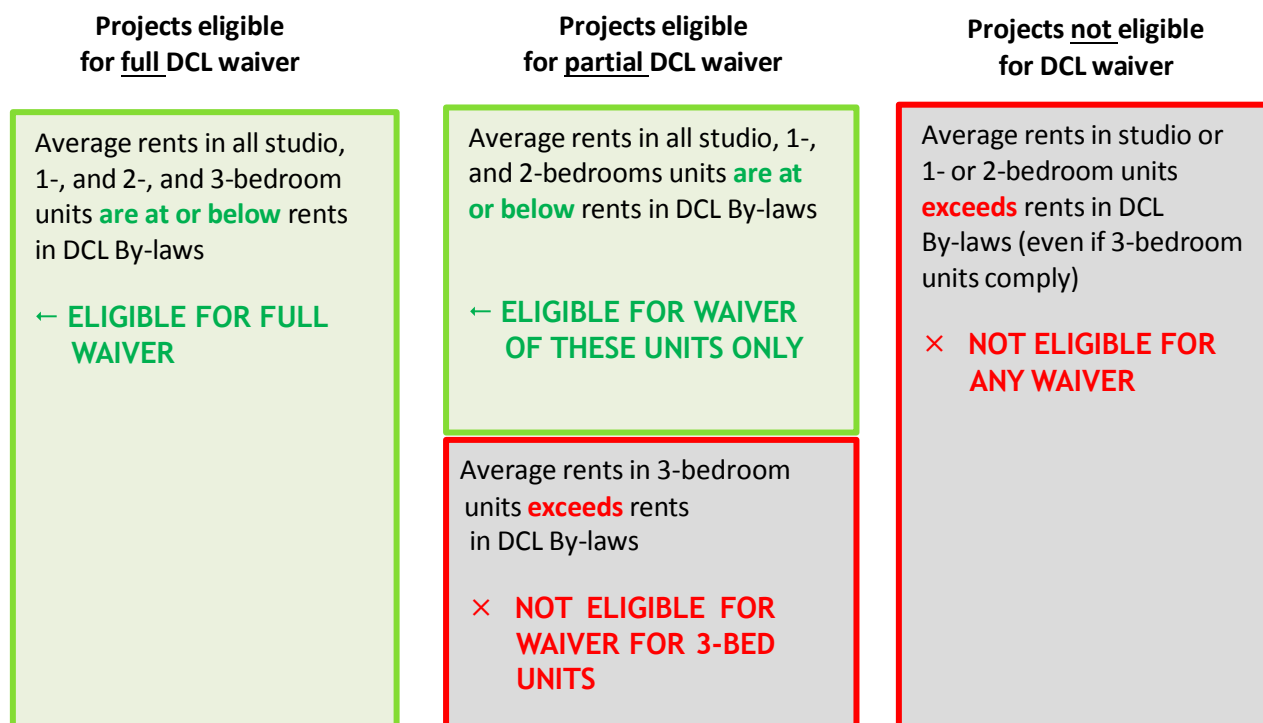 Projects eligible
for full DCL waiver
Average rents in all studio,
1-, and 2-, and 3-bedroom
units are at or below rents
in DCL By-laws
← ELIGIBLE FOR FULL
WAIVER
Projects eligible
for partial DCL waiver
Average rents in all studio, 1-,
and 2-bedrooms units are at
or below rents in DCL By-laws
← ELIGIBLE FOR WAIVER
OF THESE UNITS ONLY
Average rents in 3-bedroom
units exceeds rents
in DCL By-laws
× NOT ELIGIBLE FOR
WAIVER FOR 3-BED
UNITS
Projects not eligible
for DCL waiver
Average rents in studio or
1- or 2-bedroom units
exceeds rents in DCL
By-laws (even if 3-bedroom
units comply)
× NOT ELIGIBLE FOR
ANY WAIVER